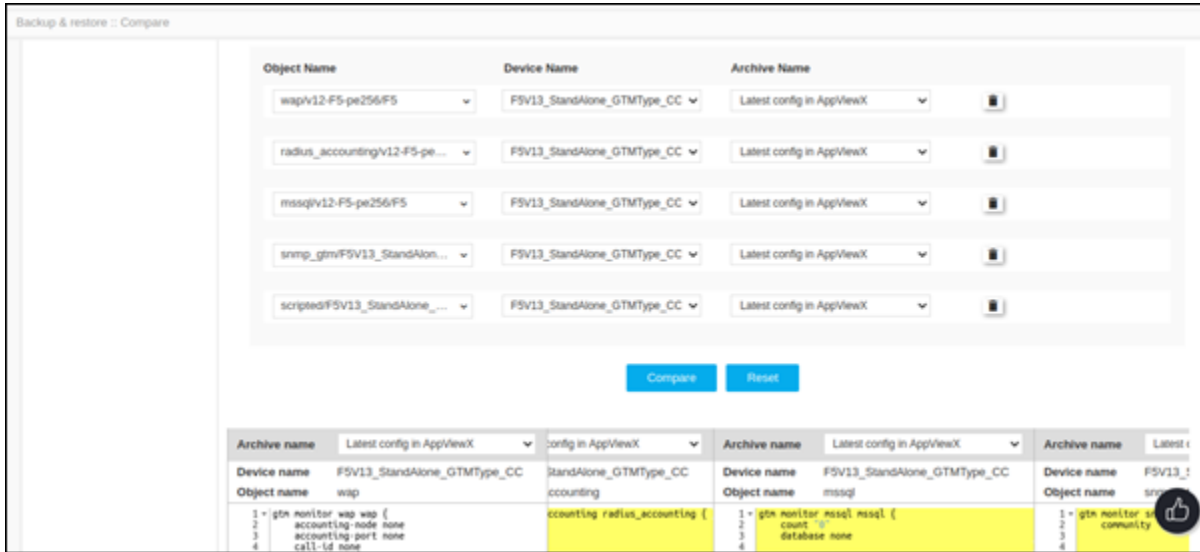 Backup & restore :: Compare
Object Name Device Name Archive Name
wap/v12-F5-pe256/F5 F5V13_StandAlone_GTMType_CC Latest config in AppViewX
radius_accounting/v12-F5-pe... F5V13_StandAlone_GTMType_CC Latest config in AppViewX
mssql/v12-F5-pe256/F5 F5V13_StandAlone_GTMType_CC Latest config in AppViewX
snmp_gtm/F5V13_StandAlon... F5V13_StandAlone_GTMType_CC Latest config in AppViewX
scripted/F5V13_StandAlone_... F5V13_StandAlone_GTMType_CC Latest config in AppViewX
Compare Reset
Archive name Latest config in AppViewX config in AppViewX Archive name Latest config in AppViewX Archive name Latest
Device name F5V13_StandAlone_GTMType_CC StandAlone_GTMType_CC Device name F5V13_StandAlone_GTMType_CC Device name F5V13_
Object name wap ccounting Object name mssql Object name
1 gtm monitor wap wap { ccounting radius_accounting { 1 gtm monitor mssql mssql { 1 gtm monitor
2 accounting-node none 2 count "0" 2 community
3 accounting-port none 3 database none 3
4 call-id none 4 4